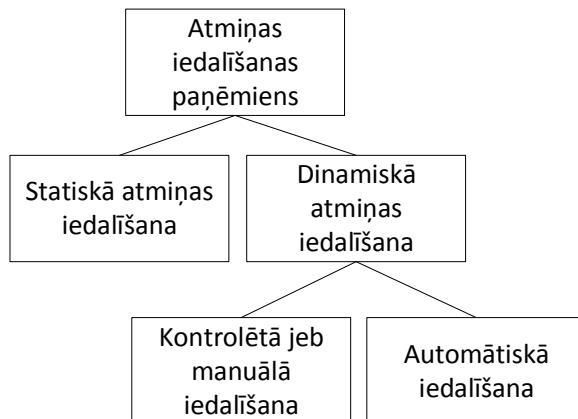 Atmiņas
iedalīšanas
paņēmiens
Statiskā atmiņas
iedalīšana
Dinamiskā
atmiņas
iedalīšana
Kontrolētā jeb
manuālā
iedalīšana
Automātiskā
iedalīšana